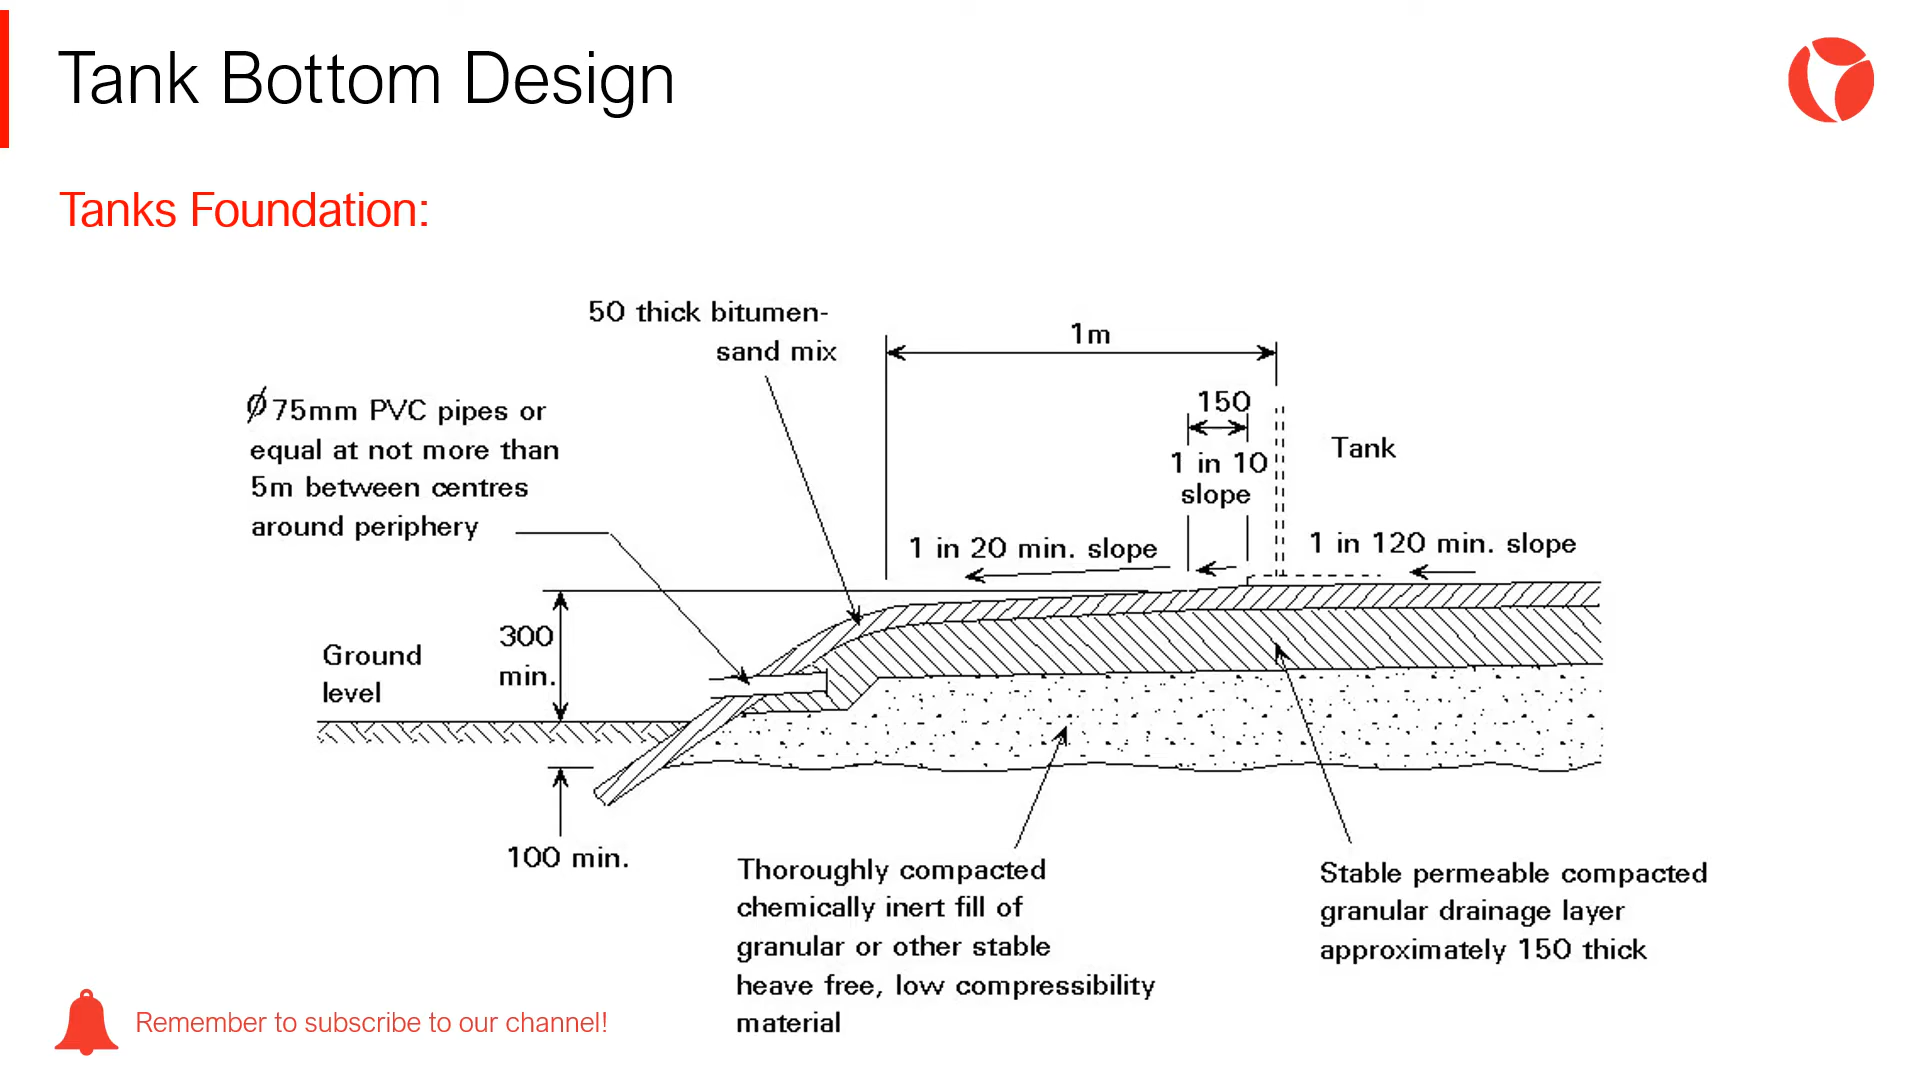 Tank Bottom Design
Tanks Foundation:
50 thick bitumen-
sand mix
1m
Ø 75mm PVC pipes or
equal at not more than
5m between centres
around periphery
150
1 in 10
slope
Tank
1 in 20 min. slope
1 in 120 min. slope
300
min.
Ground
level
100 min.
Thoroughly compacted
chemically inert fill of
granular or other stable
heave free, low compressibility
material
Stable permeable compacted
granular drainage layer
approximately 150 thick
Remember to subscribe to our channel!